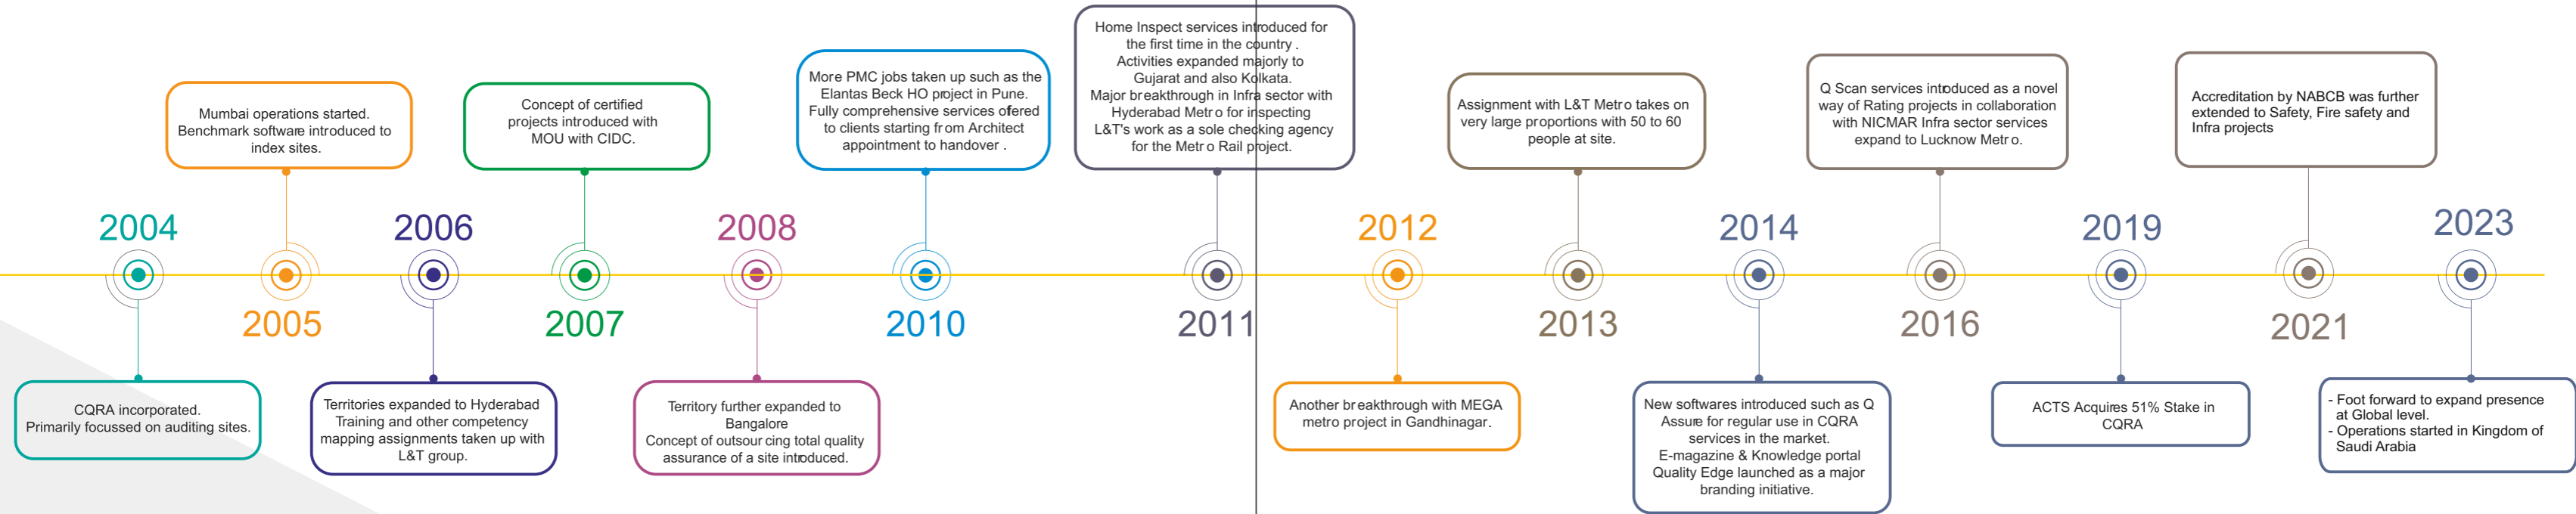 2004
CQRA incorporated.
Primarily focussed on auditing sites.
Mumbai operations started.
Benchmark software introduced to
index sites.
2005
2006
Territories expanded to Hyderabad
Training and other competency
mapping assignments taken up with
L&T group.
Concept of certified
projects introduced with
MOU with CIDC.
2007
2008
Territory further expanded to
Bangalore
Concept of outsourcing total quality
assurance of a site introduced.
More PMC jobs taken up such as the
Elantas Beck HO project in Pune.
Fully comprehensive services offered
to clients starting from Architect
appointment to handover .
2010
Home Inspect services introduced for
the first time in the country .
Activities expanded majorly to
Gujarat and also Kolkata.
Major breakthrough in Infra sector with
Hyderabad Metro for inspecting
L&T's work as a sole checking agency
for the Metro Rail project.
2011
2012
Another breakthrough with MEGA
metro project in Gandhinagar.
Assignment with L&T Metro takes on
very large proportions with 50 to 60
people at site.
2013
2014
New softwares introduced such as Q
Assure for regular use in CQRA
services in the market.
E-magazine & Knowledge portal
Quality Edge launched as a major
branding initiative.
Q Scan services introduced as a novel
way of Rating projects in collaboration
with NICMAR Infra sector services
expand to Lucknow Metro.
2016
2019
ACTS Acquires 51% Stake in
CQRA
Accreditation by NABCB was further
extended to Safety, Fire safety and
Infra projects
2021
2023
- Foot forward to expand presence
at Global level.
- Operations started in Kingdom of
Saudi Arabia